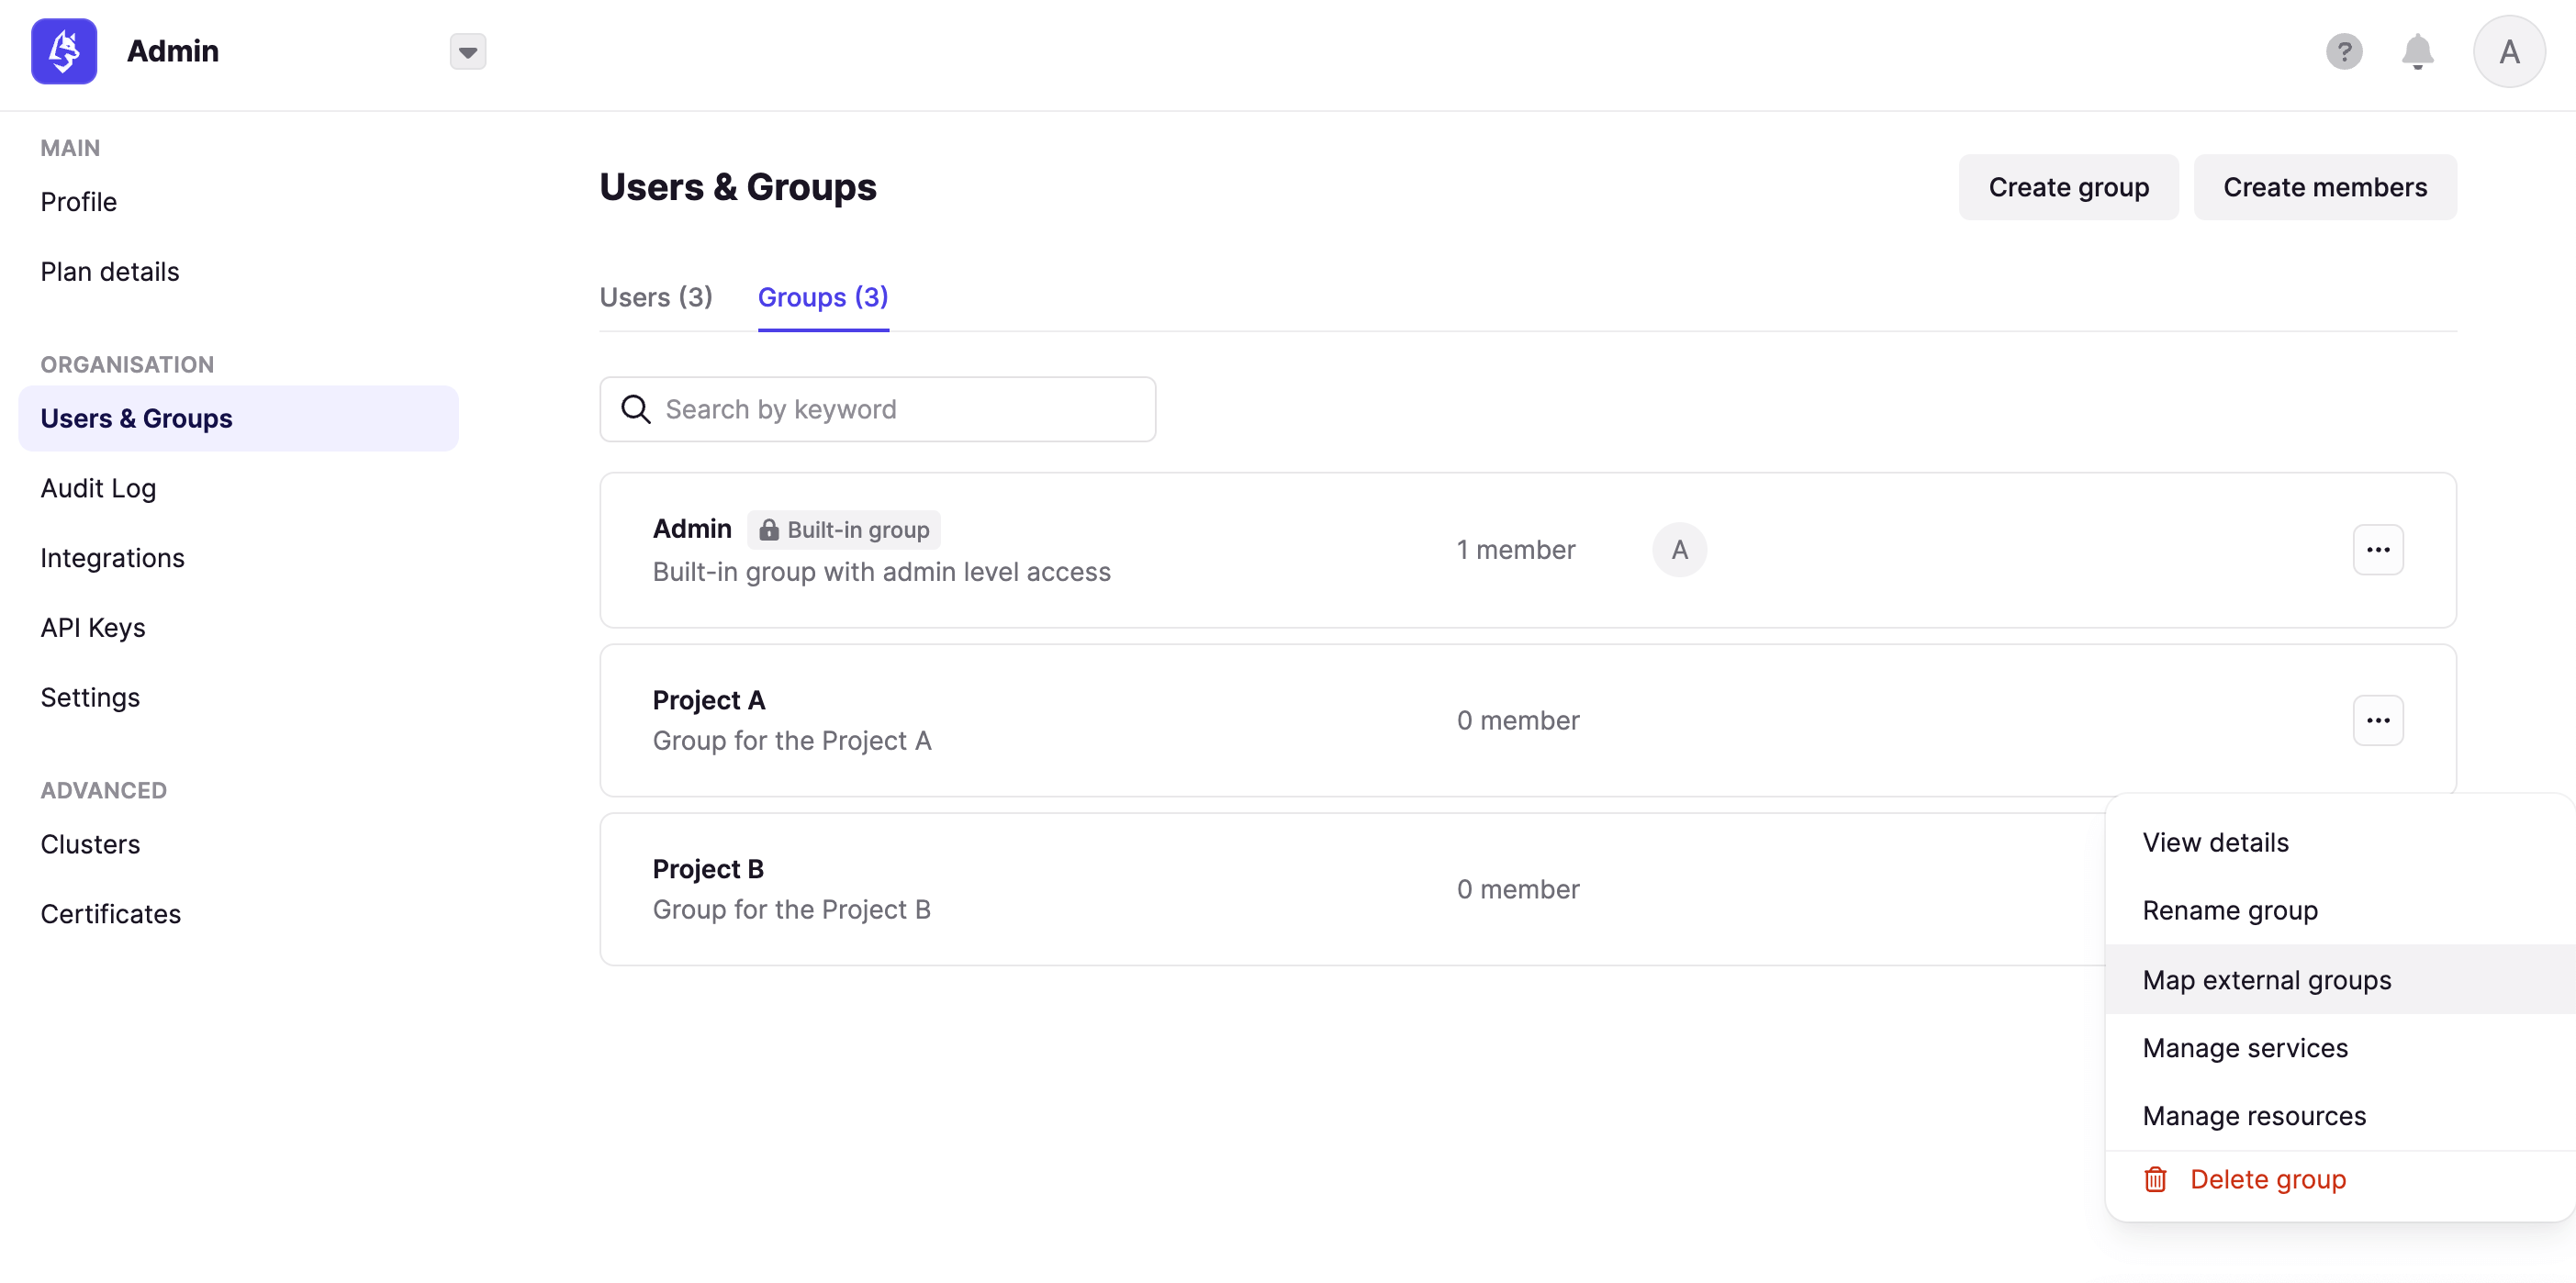 Admin
?
A
MAIN
Profile
Plan details
ORGANISATION
Users & Groups
Audit Log
Integrations
API Keys
Settings
ADVANCED
Clusters
Certificates
Users & Groups
Create group
Create members
Users (3)
Groups (3)
Search by keyword
Admin
Built-in group
Built-in group with admin level access
1 member
A
Project A
Group for the Project A
0 member
Project B
Group for the Project B
0 member
View details
Rename group
Map external groups
Manage services
Manage resources
Delete group